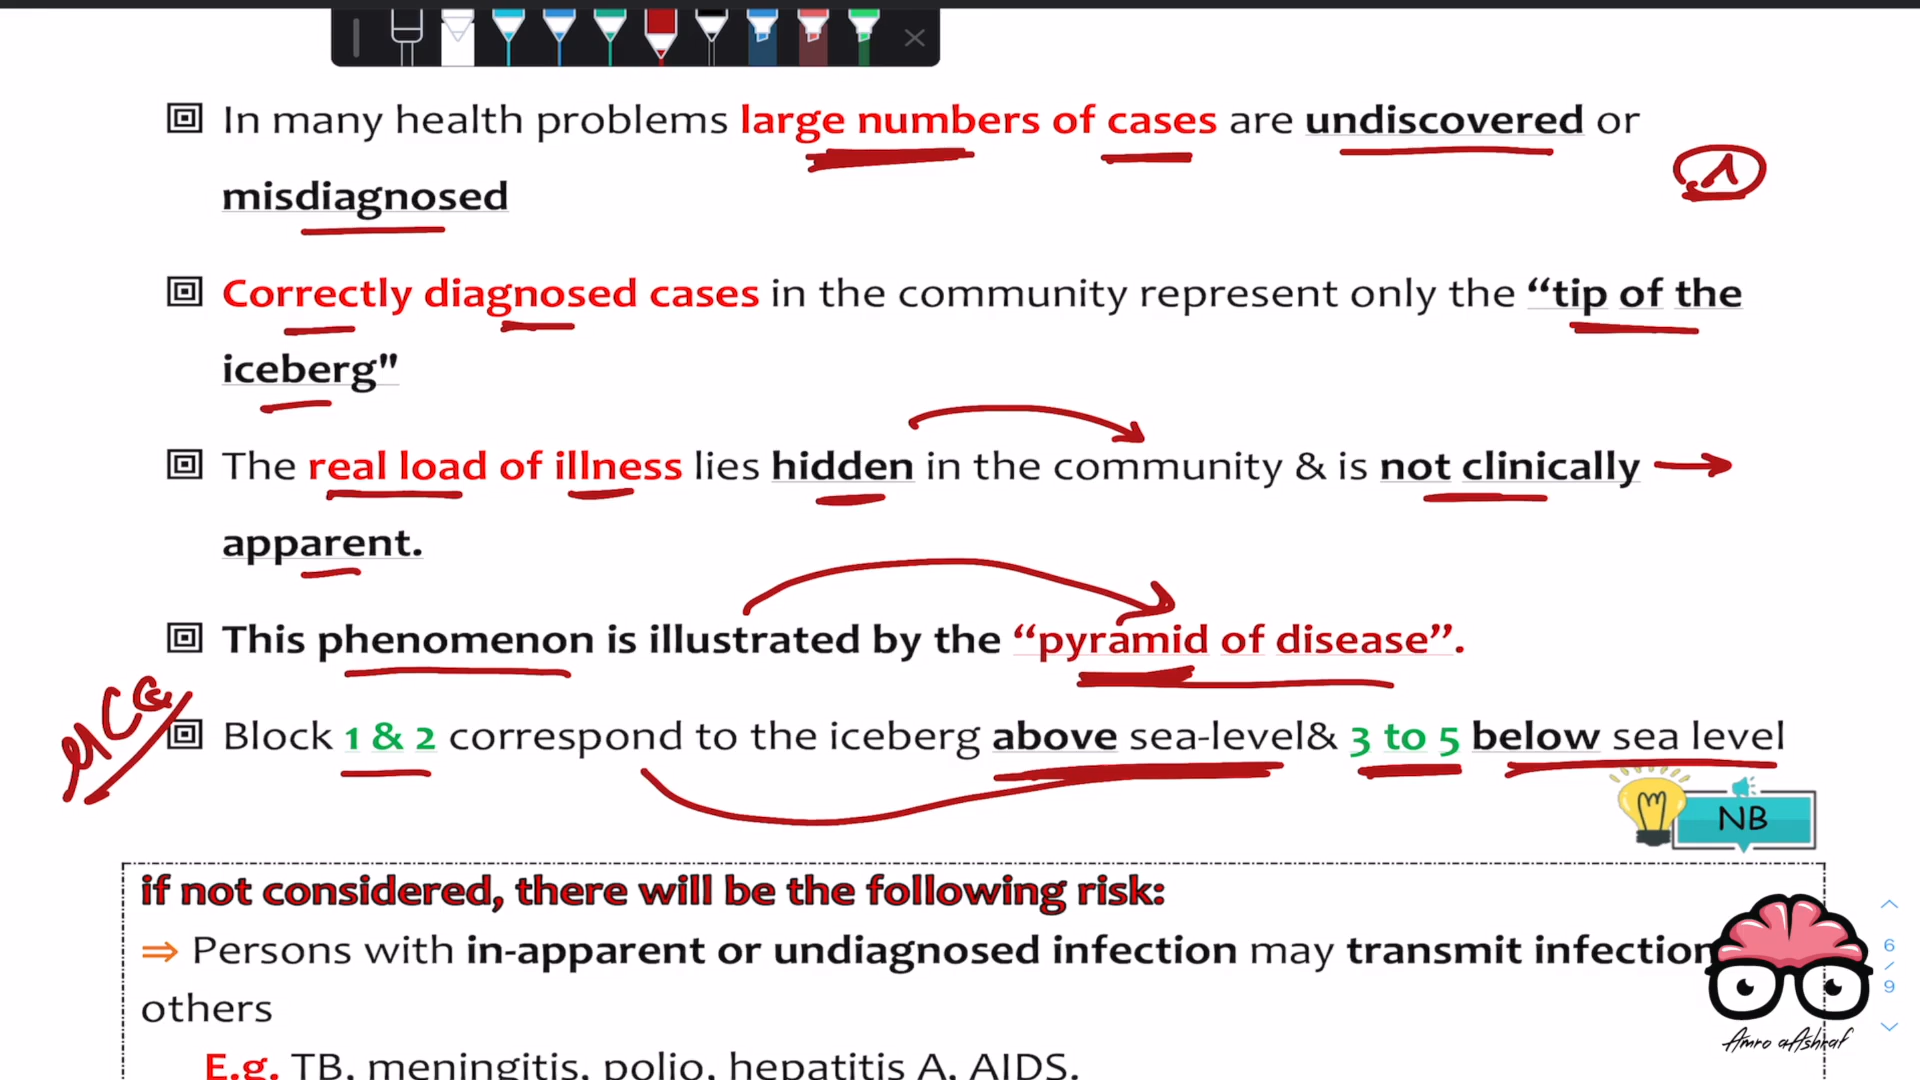 In many health problems large numbers of cases are undiscovered or
misdiagnosed
Correctly diagnosed cases in the community represent only the “tip of the
iceberg"
The real load of illness lies hidden in the community & is not clinically
apparent.
This phenomenon is illustrated by the “pyramid of disease”.
MCQ
Block 1 & 2 correspond to the iceberg above sea-level& 3 to 5 below sea level
NB
if not considered, there will be the following risk:
⇒ Persons with in-apparent or undiagnosed infection may transmit infection
others
E.g. TB, meningitis, polio, hepatitis A, AIDS.
6
/
9
Amro aAshraf